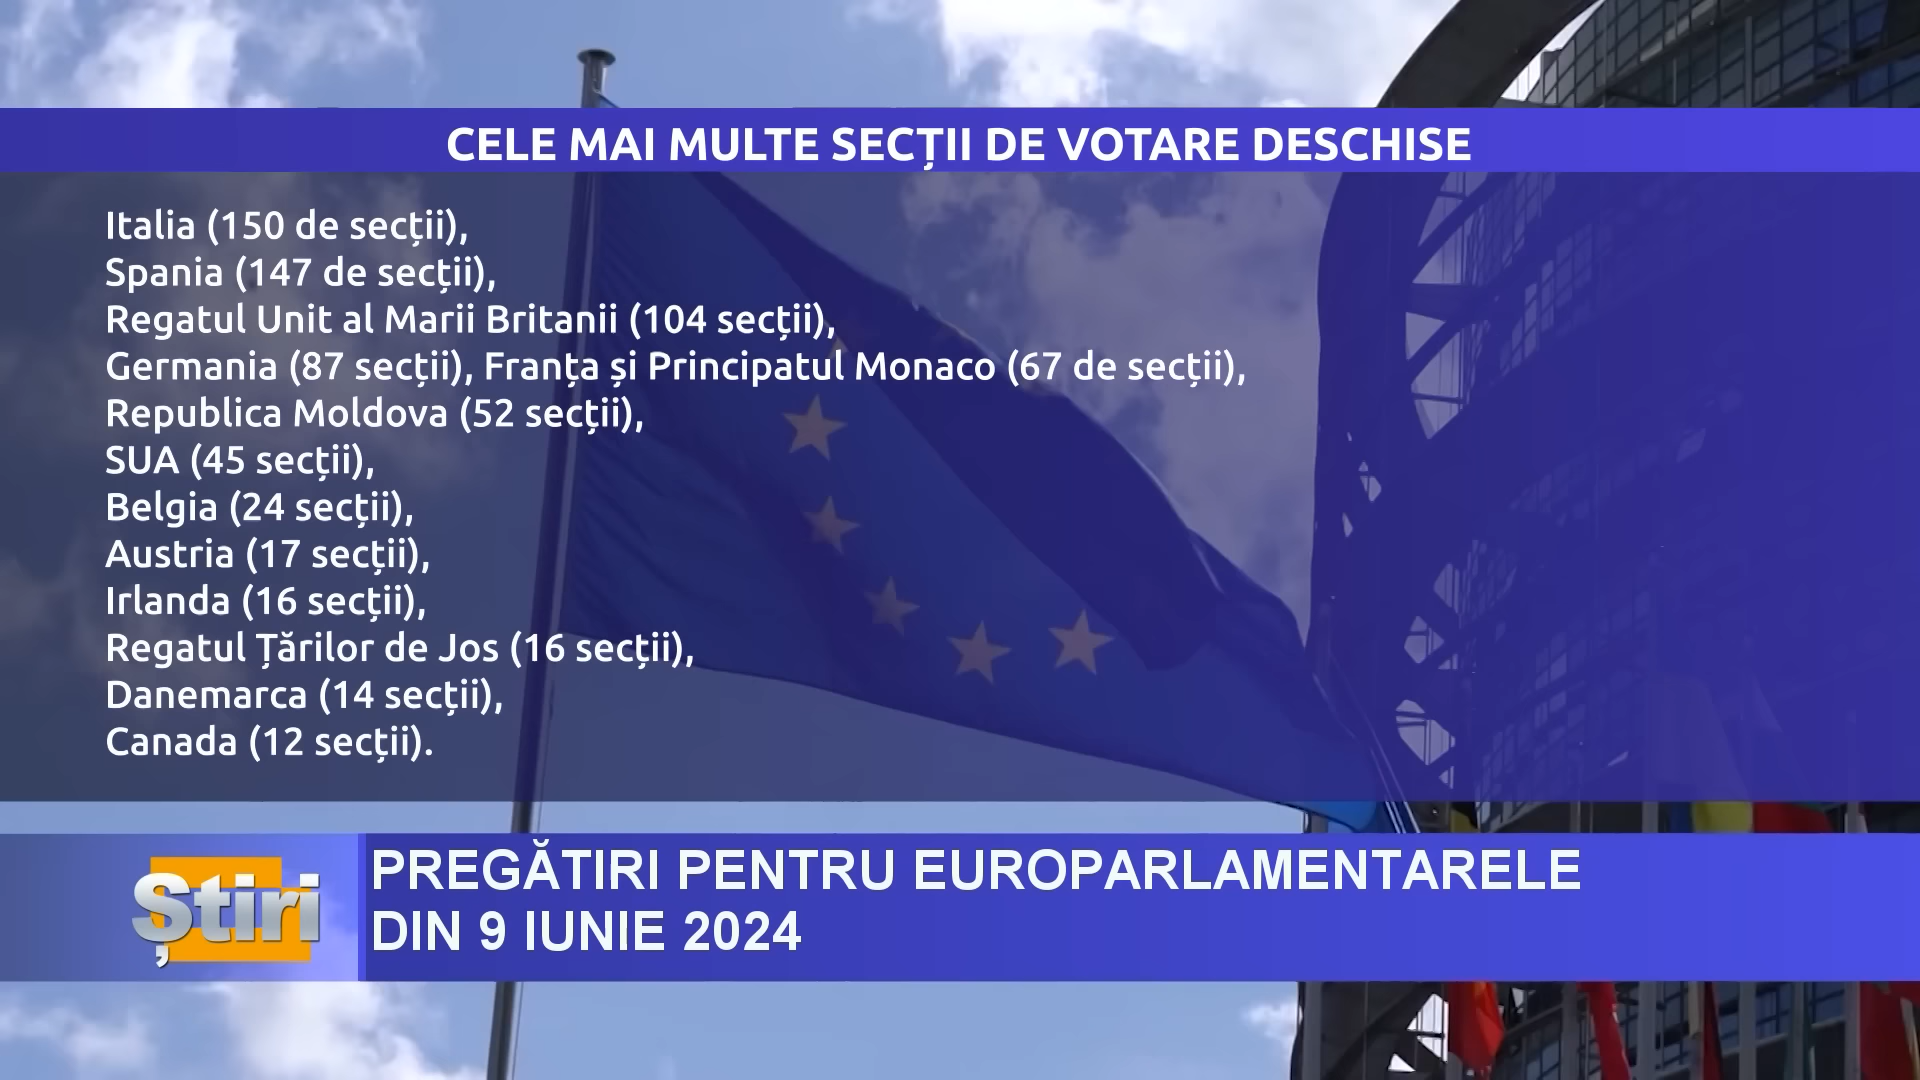 CELE MAI MULTE SECȚII DE VOTARE DESCHISE
Italia (150 de secții),
Spania (147 de secții),
Regatul Unit al Marii Britanii (104 secții),
Germania (87 secții), Franța și Principatul Monaco (67 de secții),
Republica Moldova (52 secții),
SUA (45 secții),
Belgia (24 secții),
Austria (17 secții),
Irlanda (16 secții),
Regatul Țărilor de Jos (16 secții),
Danemarca (14 secții),
Canada (12 secții).
Știri
PREGĂTIRI PENTRU EUROPARLAMENTARELE
DIN 9 IUNIE 2024